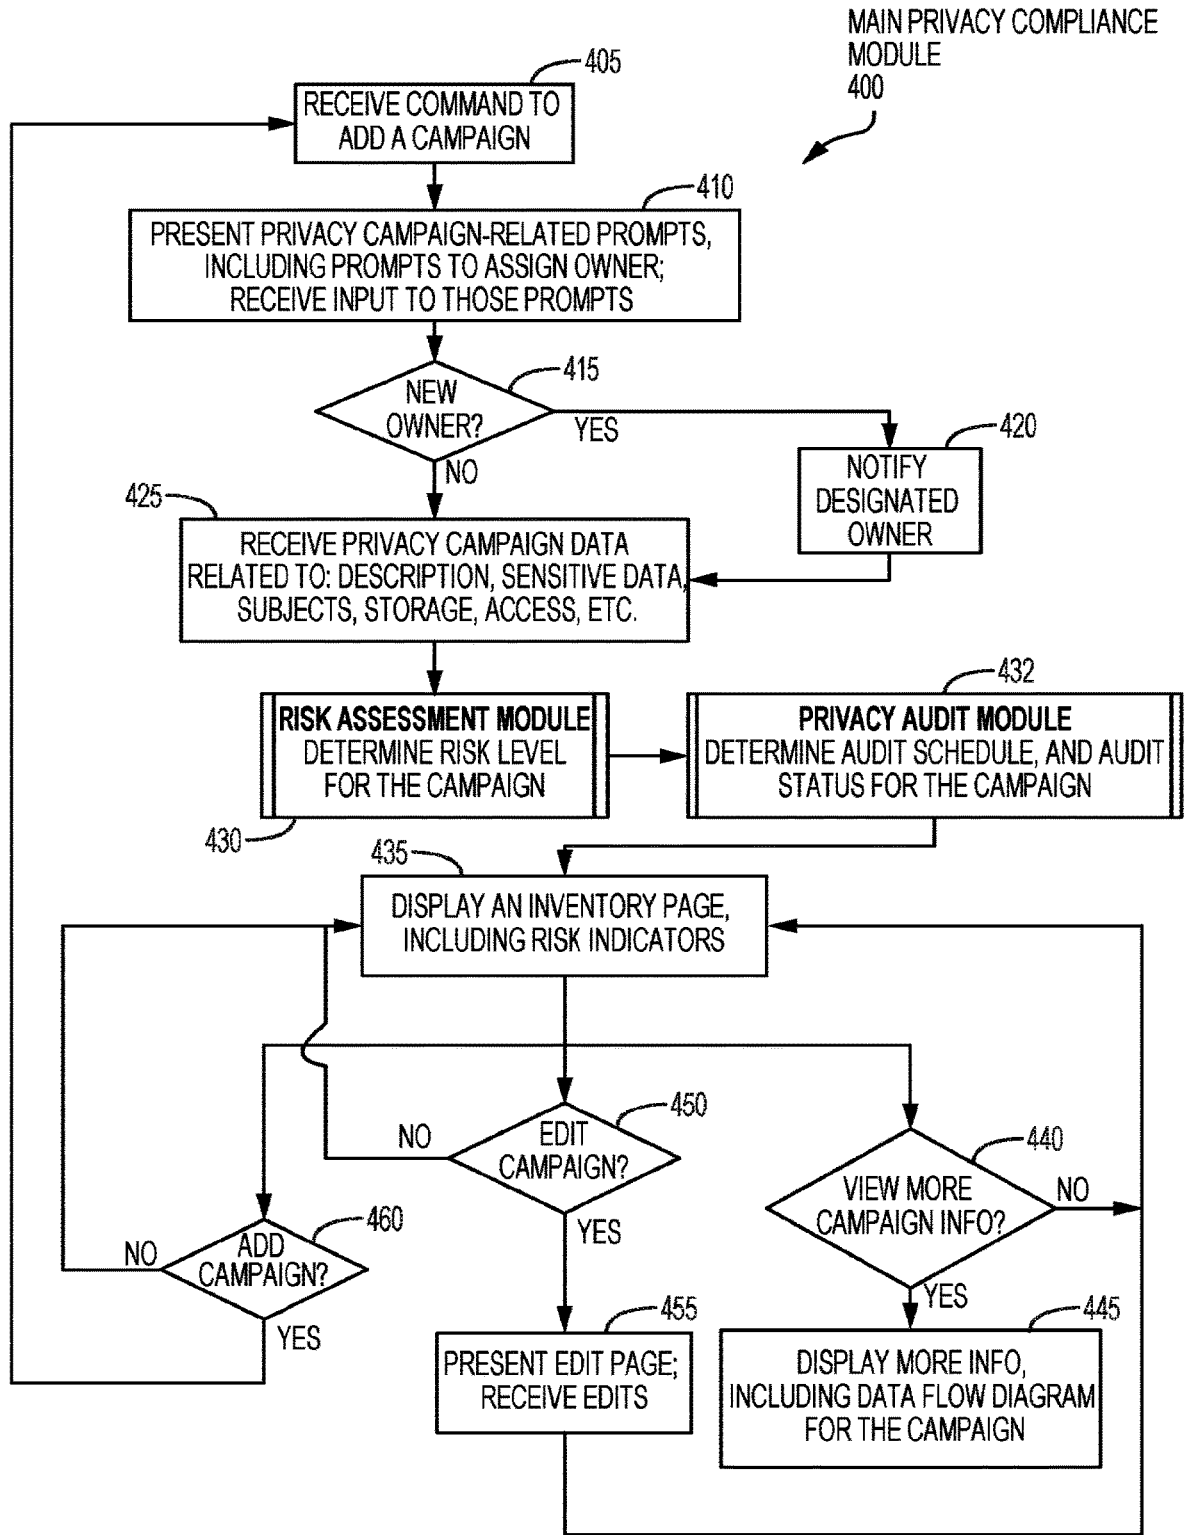 MAIN PRIVACY COMPLIANCE
MODULE
400
405
RECEIVE COMMAND TO
ADD A CAMPAIGN
410
PRESENT PRIVACY CAMPAIGN-RELATED PROMPTS,
INCLUDING PROMPTS TO ASSIGN OWNER;
RECEIVE INPUT TO THOSE PROMPTS
415
NEW
OWNER?
YES
NO
420
NOTIFY
DESIGNATED
OWNER
425
RECEIVE PRIVACY CAMPAIGN DATA
RELATED TO: DESCRIPTION, SENSITIVE DATA,
SUBJECTS, STORAGE, ACCESS, ETC.
RISK ASSESSMENT MODULE
DETERMINE RISK LEVEL
FOR THE CAMPAIGN
430
432
PRIVACY AUDIT MODULE
DETERMINE AUDIT SCHEDULE, AND AUDIT
STATUS FOR THE CAMPAIGN
435
DISPLAY AN INVENTORY PAGE,
INCLUDING RISK INDICATORS
450
EDIT
CAMPAIGN?
NO
YES
440
VIEW MORE
CAMPAIGN INFO?
NO
YES
460
ADD
CAMPAIGN?
NO
YES
455
PRESENT EDIT PAGE;
RECEIVE EDITS
445
DISPLAY MORE INFO,
INCLUDING DATA FLOW DIAGRAM
FOR THE CAMPAIGN